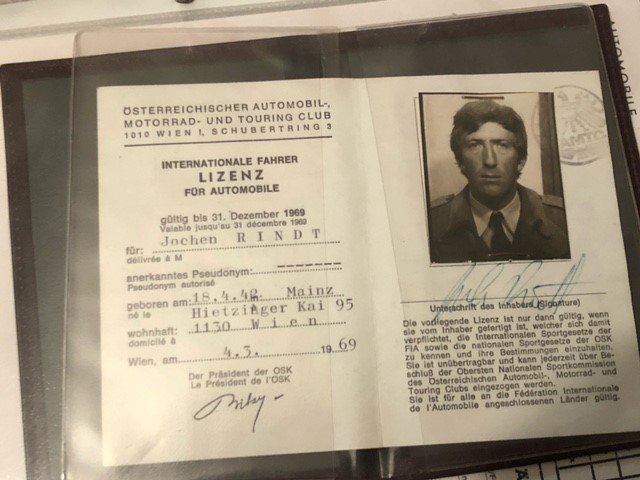 ÖSTERREICHISCHER AUTOMOBIL-,
MOTORRAD- UND TOURING CLUB
1010 WIEN I, SCHUBERTRING 3
INTERNATIONALE FAHRER
LIZENZ
FÜR AUTOMOBILE
gültig bis 31. Dezember 1969
Valable jusqu'au 31 décembre 1969
für: Jochen RINDT
délivrée à M
anerkanntes Pseudonym: -------
Pseudonym autorisé
geboren am: 18.4.42, Mainz
né le
Hietzinger Kai 95
wohnhaft: 1130 Wien
domicilié à
Wien, am 4.3. 1969
Der Präsident der OSK
Le Président de l'OSK
Unterschrift des Inhabers (Signature)
Die vorliegende Lizenz ist nur dann gültig, wenn
sie vom Inhaber gefertigt ist, welcher sich damit
verpflichtet, die Internationalen Sportgesetze der
FIA sowie die nationalen Sportgesetze der OSK
zu kennen und ihre Bestimmungen einzuhalten.
Sie ist unübertragbar und kann jederzeit über Be-
schluß der Obersten Nationalen Sportkommission
des Österreichischen Automobil-, Motorrad- und
Touring Clubs eingezogen werden.
Sie ist für alle an die Fédération Internationale
de l'Automobile angeschlossenen Länder gültig.
ÖAMTC
AUTOMOBILE